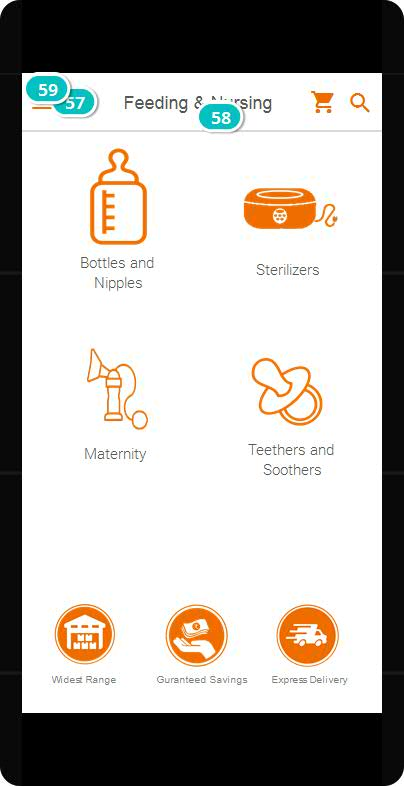 59
57
Feeding & Nursing
58
Bottles and
Nipples
Sterilizers
Maternity
Teethers and
Soothers
Widest Range
Guranteed Savings
Express Delivery